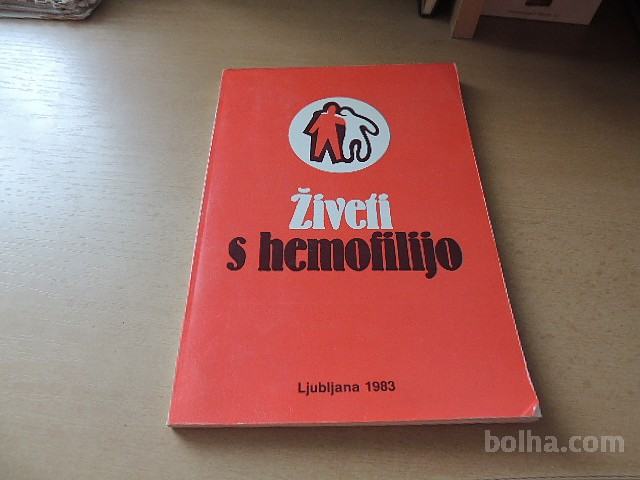 Živeti
s hemofilijo
Ljubljana 1983
bolha.com